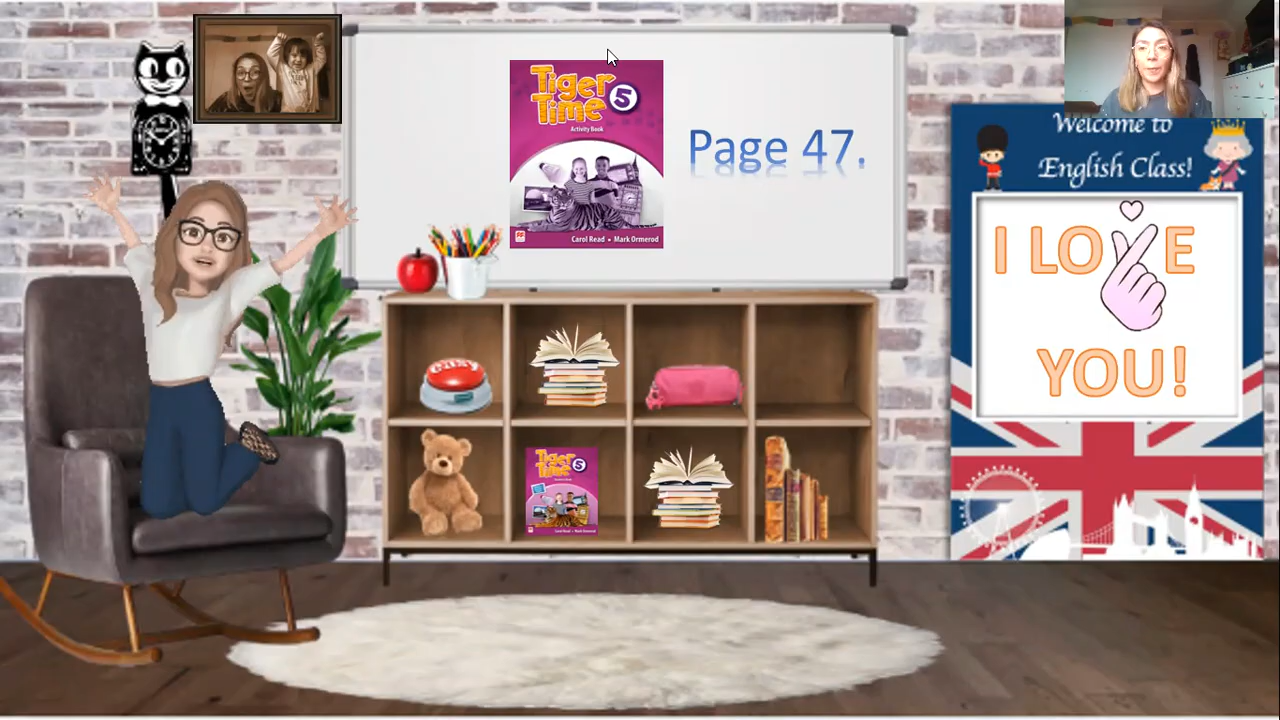 Tiger
Time 5
Activity Book
Carol Read • Mark Ormerod
Page 47.
Welcome to
English Class!
I LO E
YOU!
Tiger
Time 5